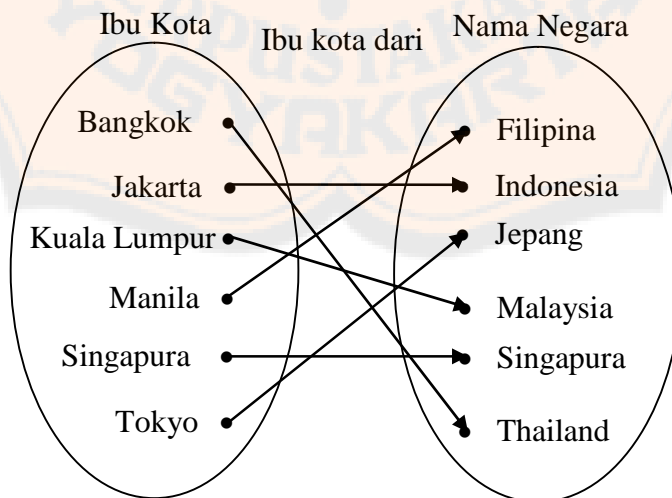 Ibu Kota
Ibu kota dari
Nama Negara
Bangkok
Filipina
Jakarta
Indonesia
Kuala Lumpur
Jepang
Manila
Malaysia
Singapura
Singapura
Tokyo
Thailand